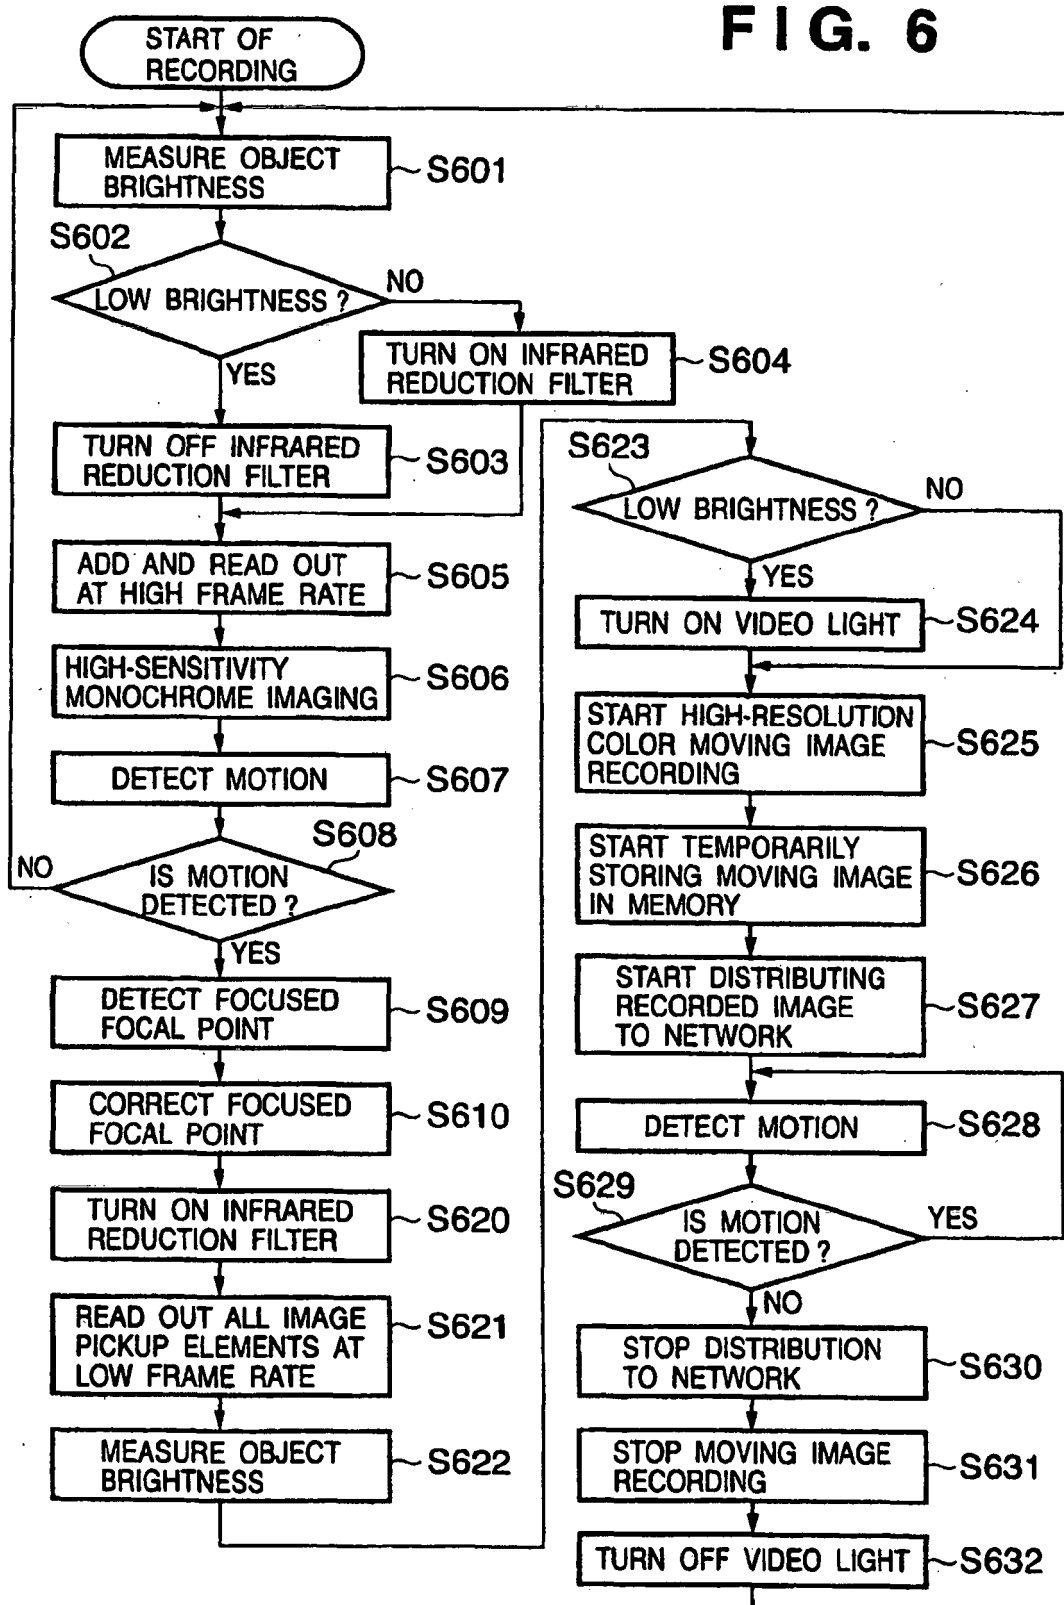 FIG. 6
START OF
RECORDING
MEASURE OBJECT
BRIGHTNESS
S601
S602
LOW BRIGHTNESS ?
NO
YES
TURN ON INFRARED
REDUCTION FILTER
S604
TURN OFF INFRARED
REDUCTION FILTER
S603
ADD AND READ OUT
AT HIGH FRAME RATE
S605
HIGH-SENSITIVITY
MONOCHROME IMAGING
S606
DETECT MOTION
S607
S608
IS MOTION
DETECTED ?
NO
YES
DETECT FOCUSED
FOCAL POINT
S609
CORRECT FOCUSED
FOCAL POINT
S610
TURN ON INFRARED
REDUCTION FILTER
S620
READ OUT ALL IMAGE
PICKUP ELEMENTS AT
LOW FRAME RATE
S621
MEASURE OBJECT
BRIGHTNESS
S622
S623
LOW BRIGHTNESS ?
NO
YES
TURN ON VIDEO LIGHT
S624
START HIGH-RESOLUTION
COLOR MOVING IMAGE
RECORDING
S625
START TEMPORARILY
STORING MOVING IMAGE
IN MEMORY
S626
START DISTRIBUTING
RECORDED IMAGE
TO NETWORK
S627
DETECT MOTION
S628
S629
IS MOTION
DETECTED ?
YES
NO
STOP DISTRIBUTION
TO NETWORK
S630
STOP MOVING IMAGE
RECORDING
S631
TURN OFF VIDEO LIGHT
S632